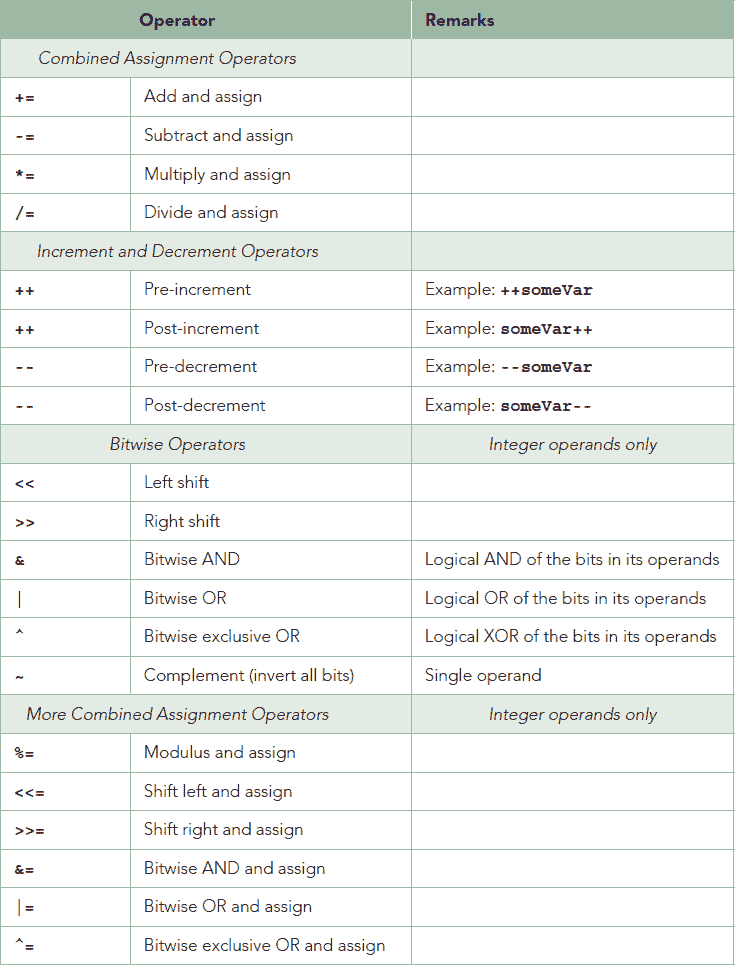 Operator Remarks
Combined Assignment Operators
+= Add and assign
-= Subtract and assign
*= Multiply and assign
/= Divide and assign
Increment and Decrement Operators
++ Pre-increment Example: ++someVar
++ Post-increment Example: someVar++
-- Pre-decrement Example: --someVar
-- Post-decrement Example: someVar--
Bitwise Operators Integer operands only
<< Left shift
>> Right shift
& Bitwise AND Logical AND of the bits in its operands
| Bitwise OR Logical OR of the bits in its operands
^ Bitwise exclusive OR Logical XOR of the bits in its operands
~ Complement (invert all bits) Single operand
More Combined Assignment Operators Integer operands only
%= Modulus and assign
<<= Shift left and assign
>>= Shift right and assign
&= Bitwise AND and assign
|= Bitwise OR and assign
^= Bitwise exclusive OR and assign